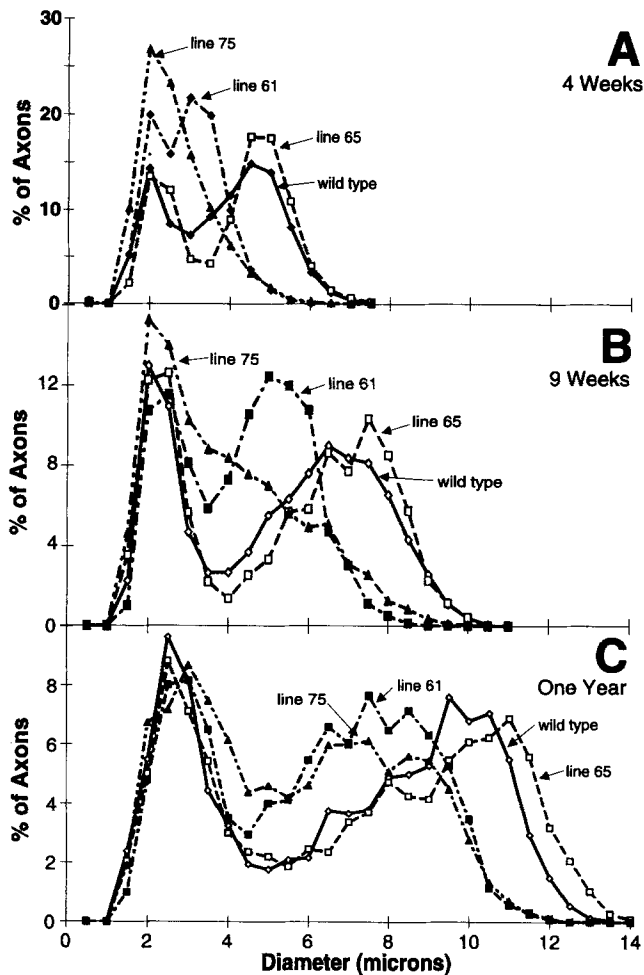 30
20
10
0
% of Axons
line 75
line 61
line 65
wild type
A
4 Weeks
12
8
4
0
% of Axons
line 75
line 61
line 65
wild type
B
9 Weeks
8
6
4
2
0
% of Axons
line 75
line 61
wild type
line 65
C
One Year
0 2 4 6 8 10 12 14
Diameter (microns)